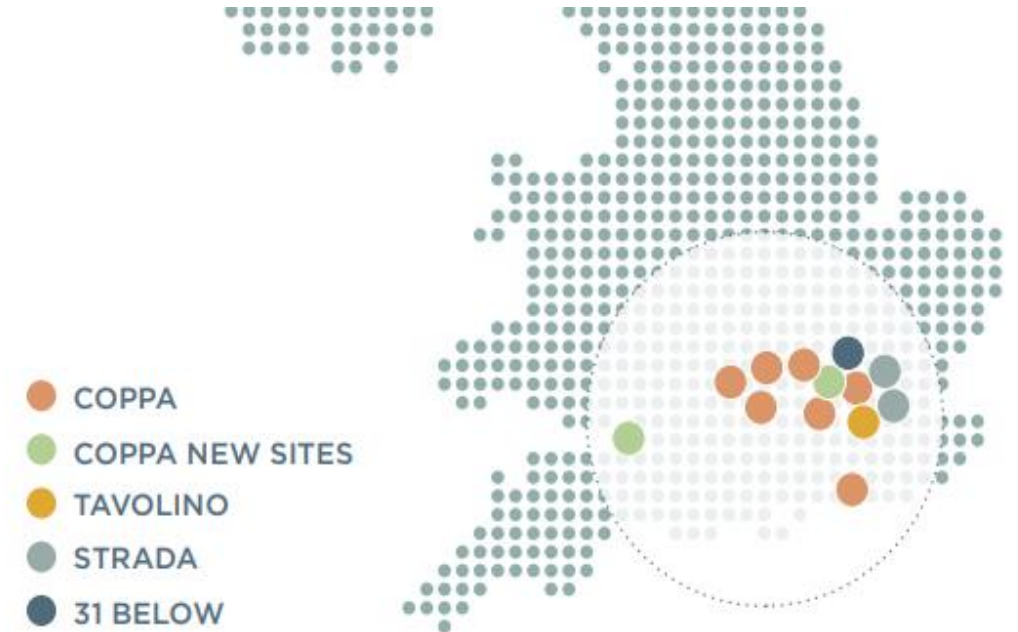 COPPA
COPPA NEW SITES
TAVOLINO
STRADA
31 BELOW